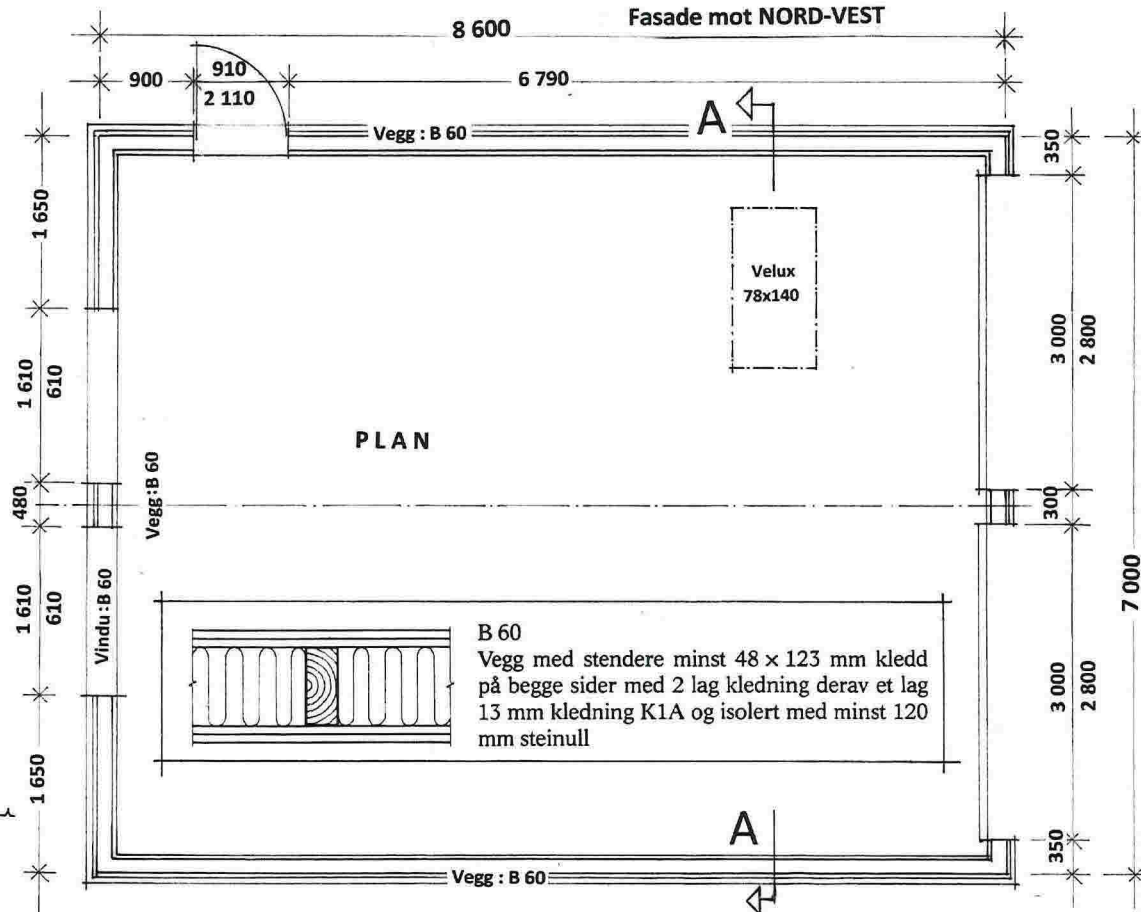 Fasade mot NORD-VEST
8 600
900
910
2 110
6 790
A
Vegg : B 60
350
1 650
Velux
78x140
3 000
2 800
1 610
610
PLAN
Vegg:B 60
480
300
7 000
1 610
610
Vindu : B 60
B 60
Vegg med stendere minst 48 × 123 mm kledd
på begge sider med 2 lag kledning derav et lag
13 mm kledning K1A og isolert med minst 120
mm steinull
3 000
2 800
1 650
A
350
Vegg : B 60